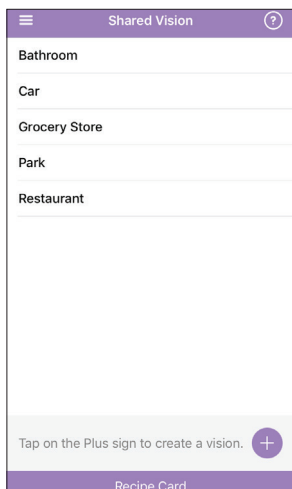 Shared Vision
Bathroom
Car
Grocery Store
Park
Restaurant
Tap on the Plus sign to create a vision.
Recipe Card